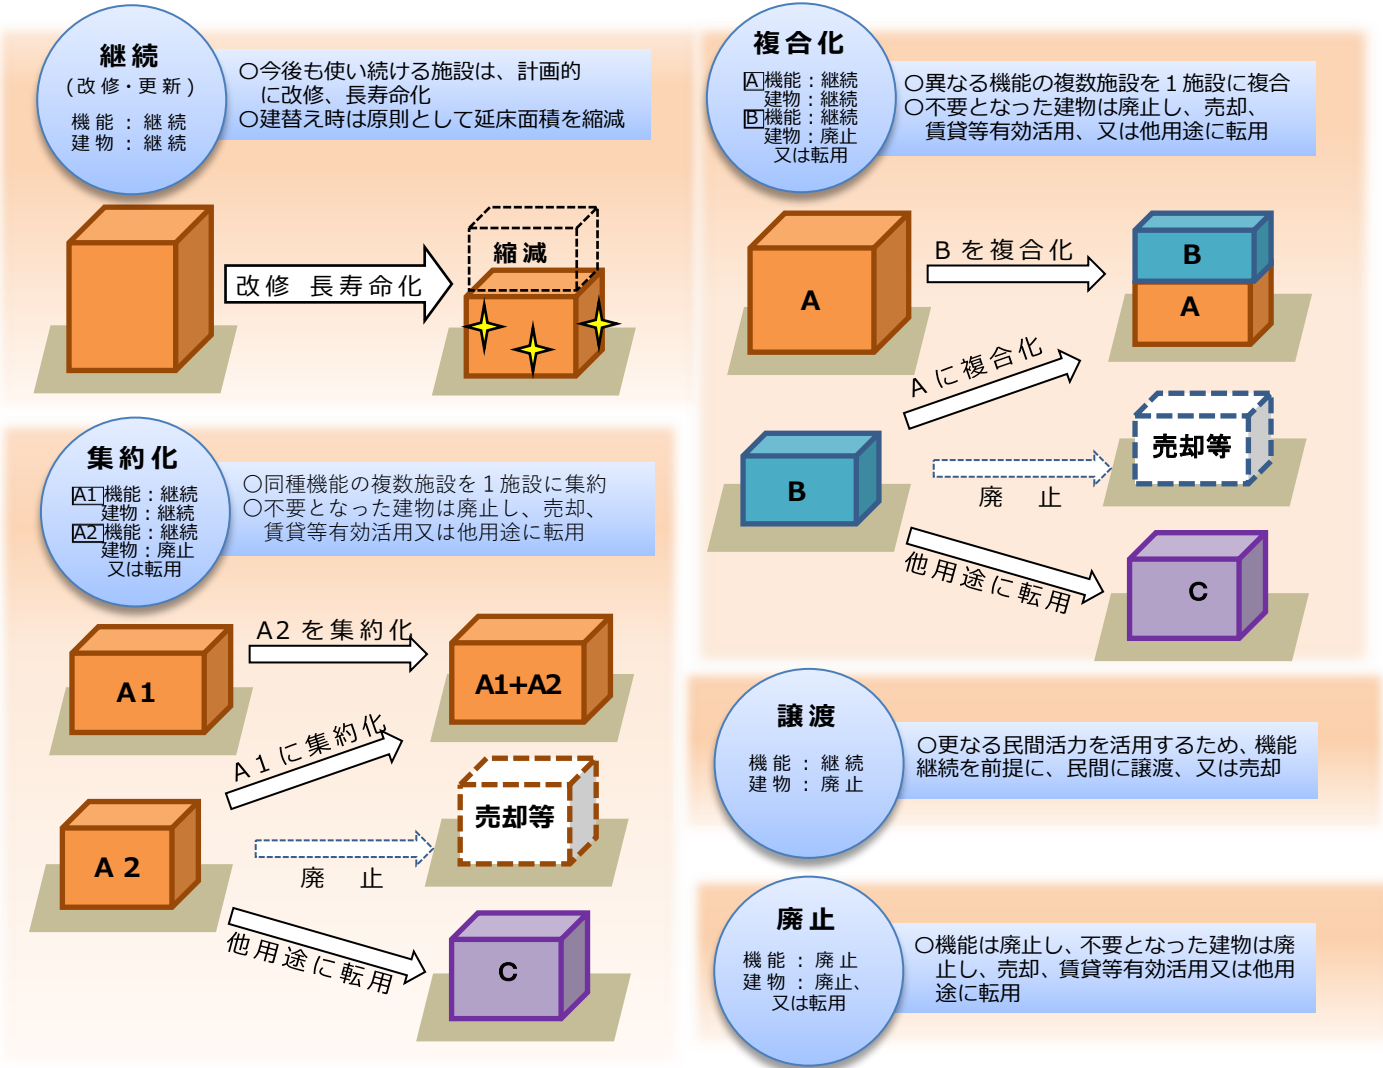 継続
(改修・更新)
機能：継続
建物：継続
○今後も使い続ける施設は、計画的
に改修、長寿命化
○建替え時は原則として延床面積を縮減
改修 長寿命化
縮減
集約化
A1機能：継続
建物：継続
A2機能：継続
建物：廃止
又は転用
○同種機能の複数施設を１施設に集約
○不要となった建物は廃止し、売却、
賃貸等有効活用又は他用途に転用
A1
A2 を集約化
A1+A2
A1に集約化
A 2
売却等
廃　止
他用途に転用
C
複合化
A機能：継続
建物：継続
B機能：継続
建物：廃止
又は転用
○異なる機能の複数施設を１施設に複合
○不要となった建物は廃止し、売却、
賃貸等有効活用、又は他用途に転用
A
B を複合化
B
A
A に複合化
B
売却等
廃　止
他用途に転用
C
譲渡
機能：継続
建物：廃止
○更なる民間活力を活用するため、機能
継続を前提に、民間に譲渡、又は売却
廃止
機能：廃止
建物：廃止、
又は転用
○機能は廃止し、不要となった建物は廃
止し、売却、賃貸等有効活用又は他用
途に転用